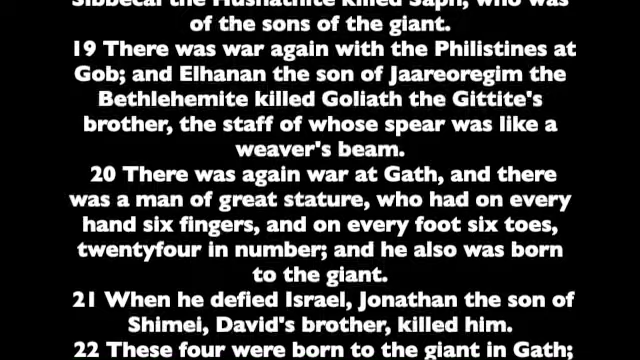 Sibbecai the Hushathite killed Saph, who was
of the sons of the giant.
19 There was war again with the Philistines at
Gob; and Elhanan the son of Jaareoregim the
Bethlehemite killed Goliath the Gittite's
brother, the staff of whose spear was like a
weaver's beam.
20 There was again war at Gath, and there
was a man of great stature, who had on every
hand six fingers, and on every foot six toes,
twentyfour in number; and he also was born
to the giant.
21 When he defied Israel, Jonathan the son of
Shimei, David's brother, killed him.
22 These four were born to the giant in Gath;